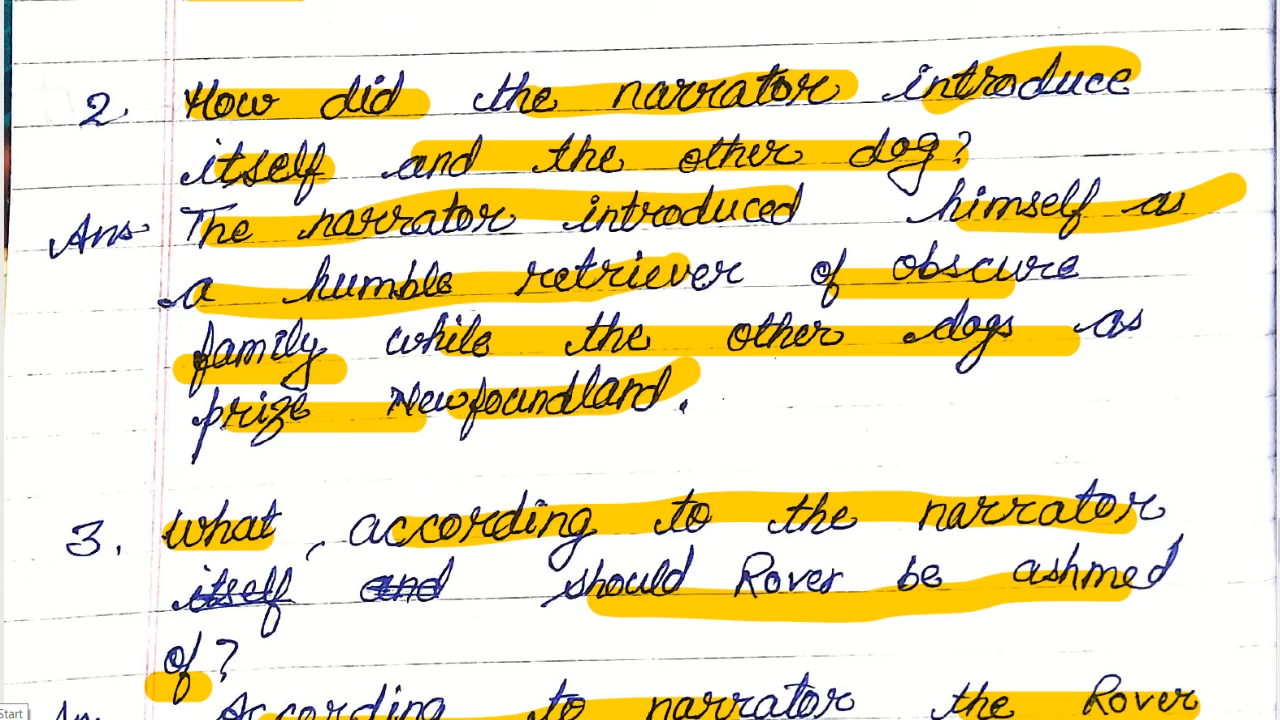 2. How did the narrator introduce
itself and the other dog?
Ans The narrator introduced himself as
a humble retriever of obscure
family while the other dogs as
prize Newfoundland.
3. What, according to the narrator,
itself and should Rover be ashmed
of?
According to narrator the Rover
Start